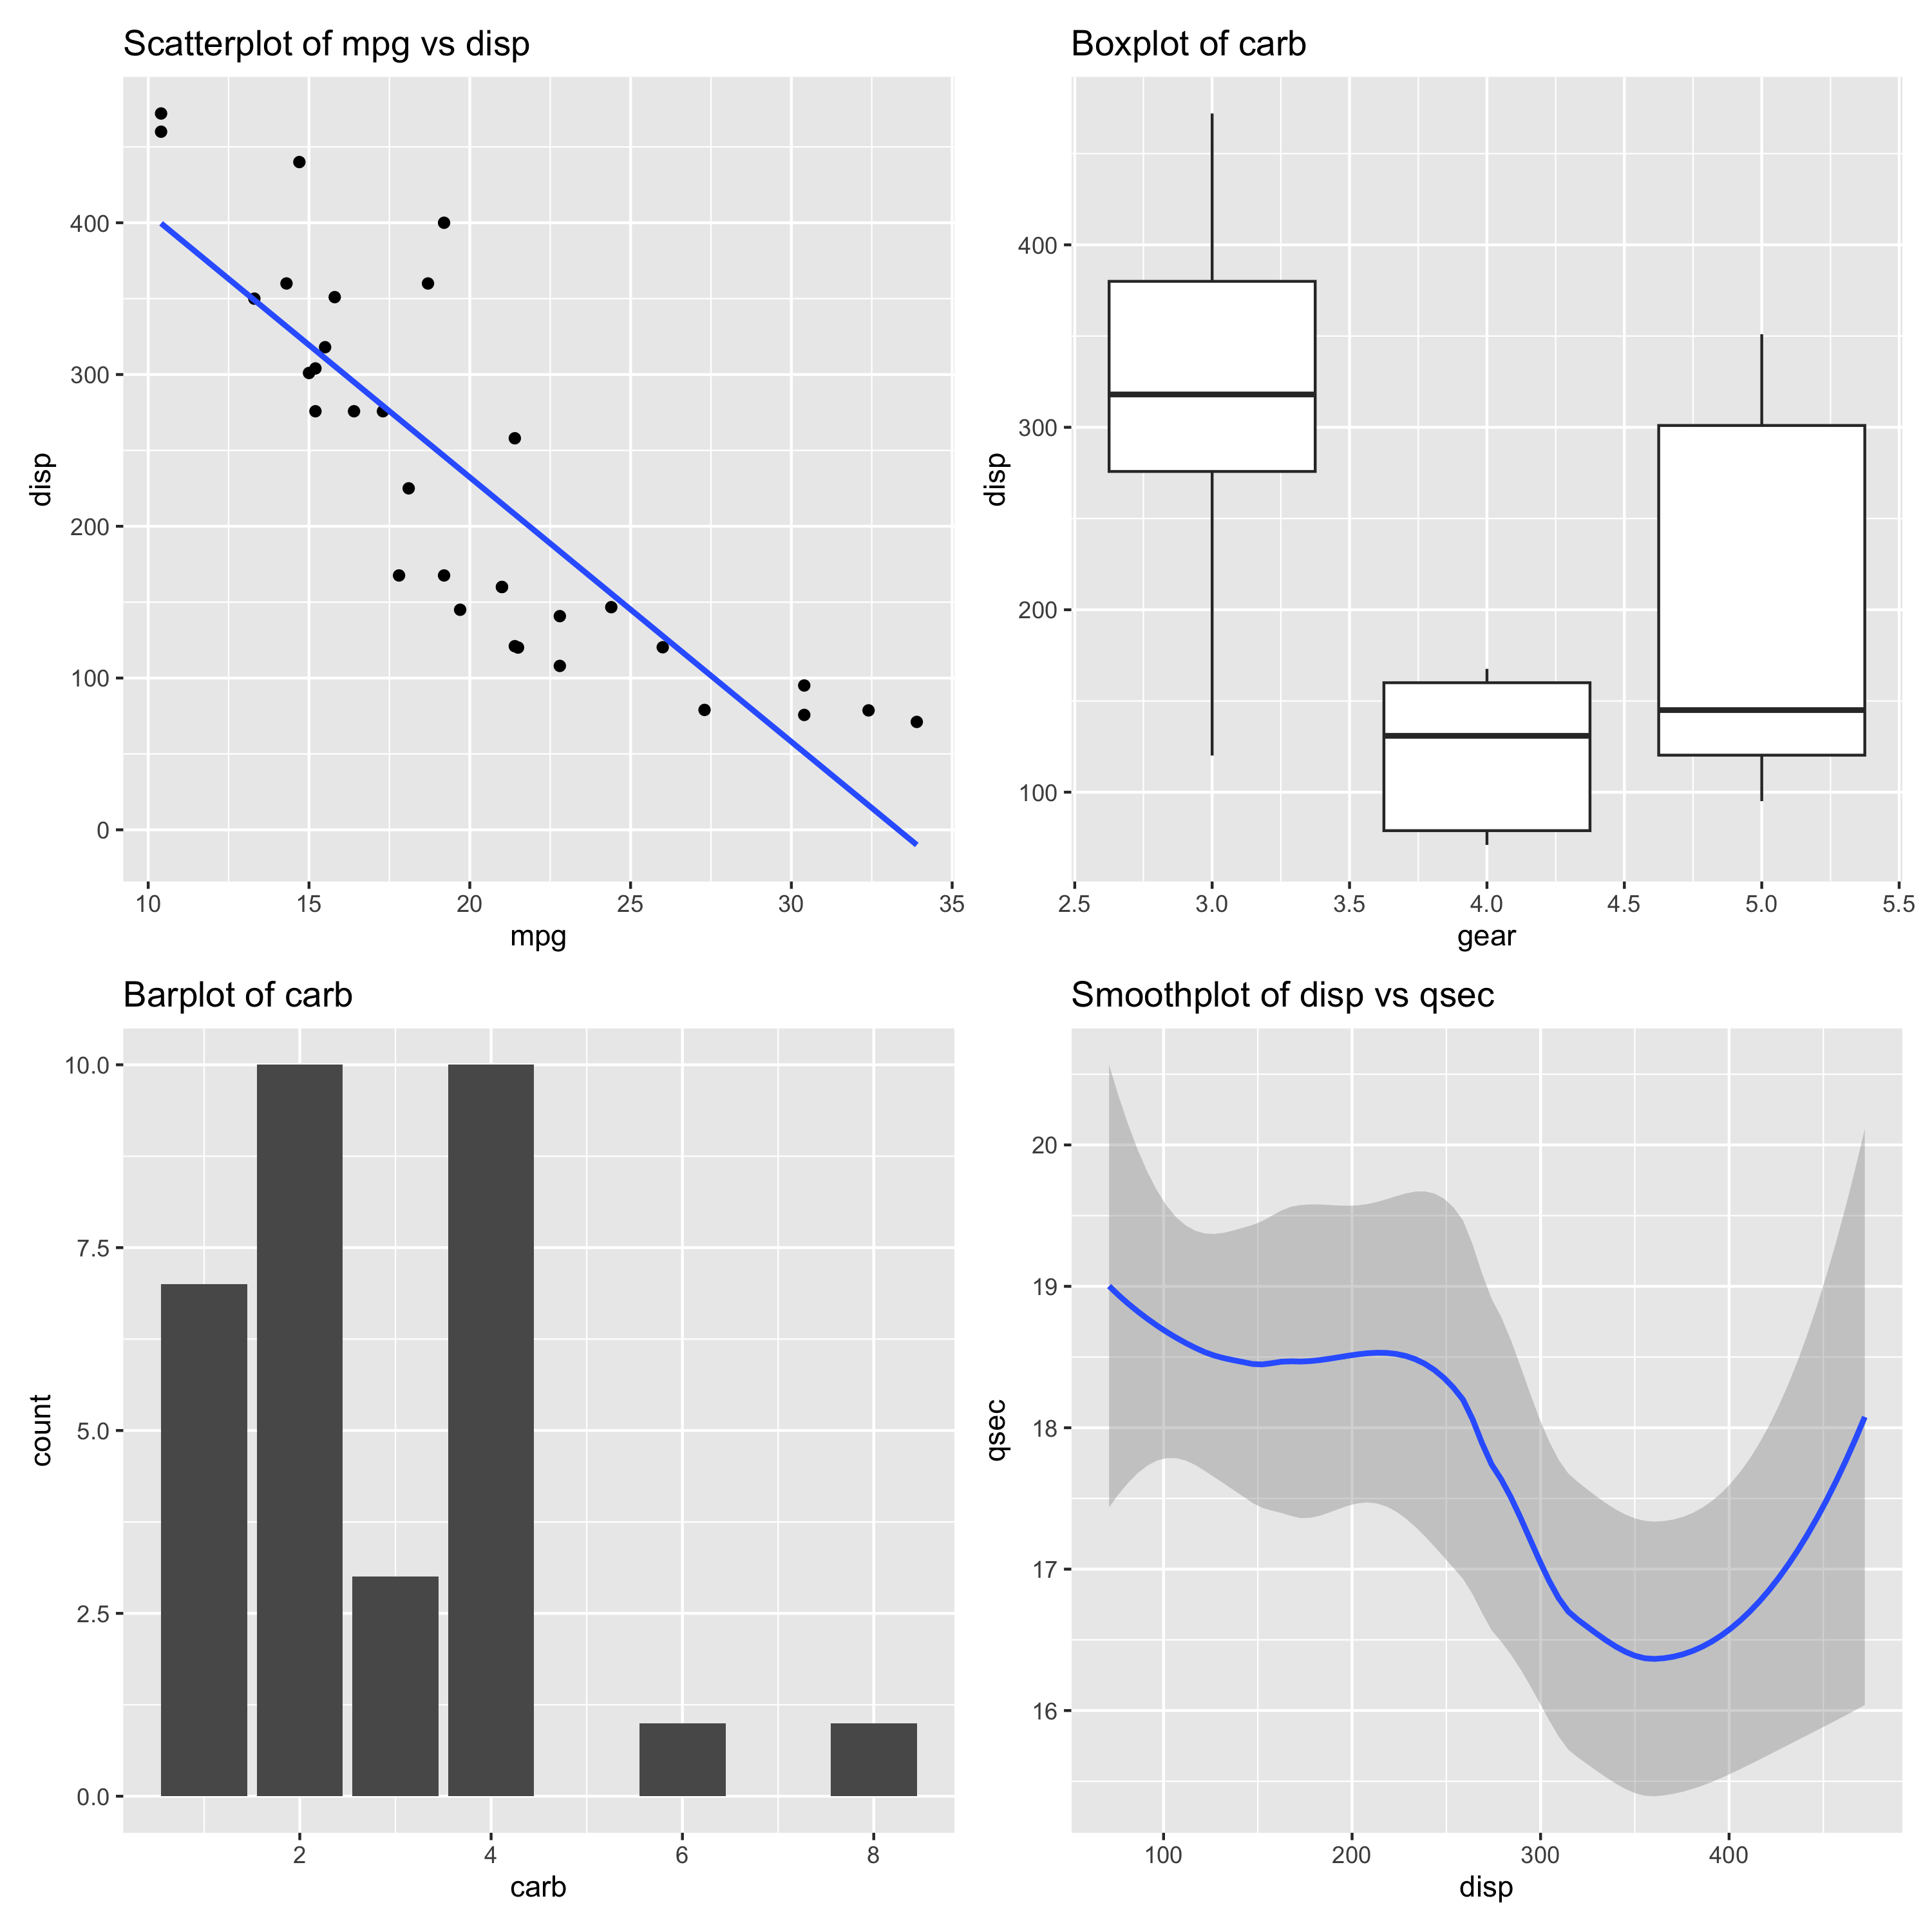 Scatterplot of mpg vs disp
400
300
200
100
0
disp
10 15 20 25 30 35
mpg
Boxplot of carb
400
300
200
100
disp
2.5 3.0 3.5 4.0 4.5 5.0 5.5
gear
Barplot of carb
10.0
7.5
5.0
2.5
0.0
count
2 4 6 8
carb
Smoothplot of disp vs qsec
20
19
18
17
16
qsec
100 200 300 400
disp